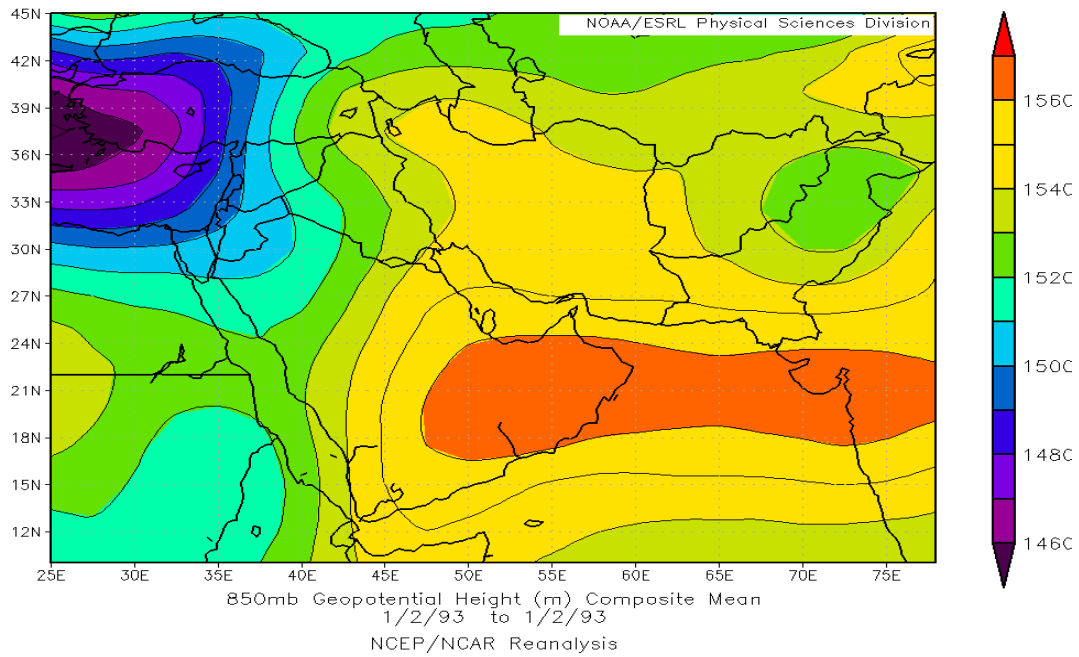 NOAA/ESRL Physical Sciences Division
45N
42N
39N
36N
33N
30N
27N
24N
21N
18N
15N
12N
25E 30E 35E 40E 45E 50E 55E 60E 65E 70E 75E
1560
1540
1520
1500
1480
1460
850mb Geopotential Height (m) Composite Mean
1/2/93 to 1/2/93
NCEP/NCAR Reanalysis